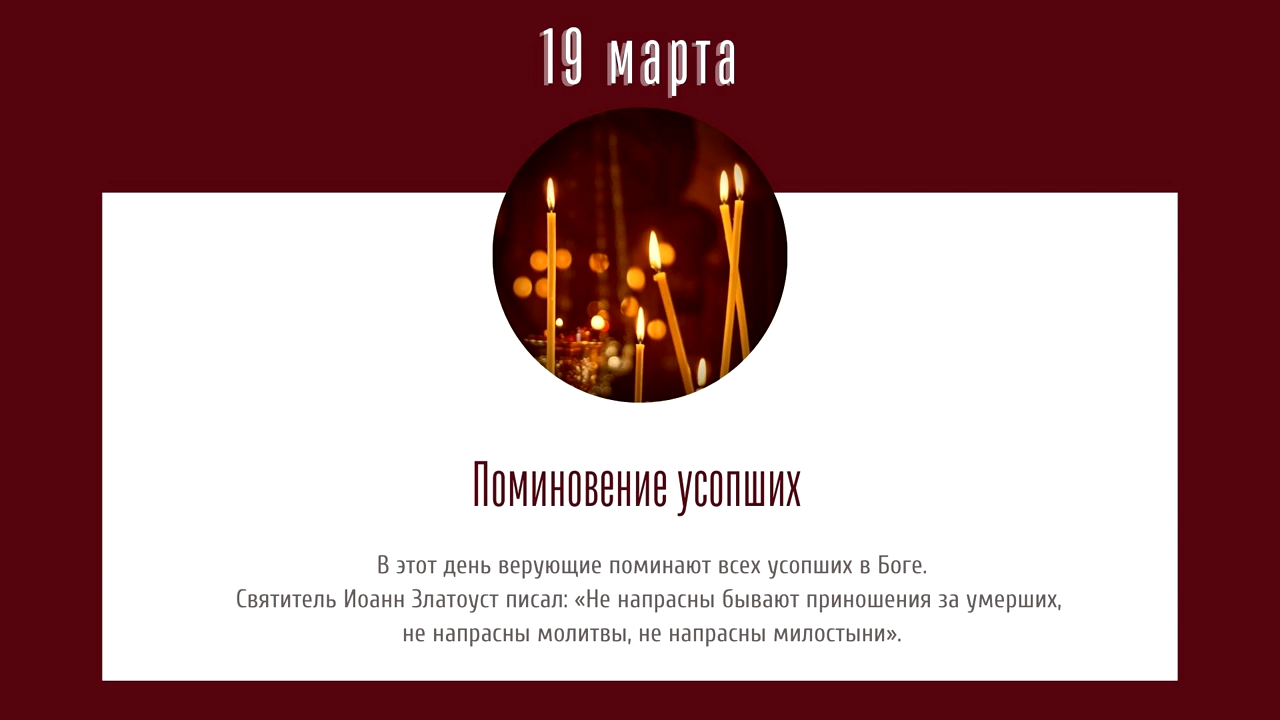 19 марта
Поминовение усопших
В этот день верующие поминают всех усопших в Боге.
Святитель Иоанн Златоуст писал: «Не напрасны бывают приношения за умерших,
не напрасны молитвы, не напрасны милостыни».